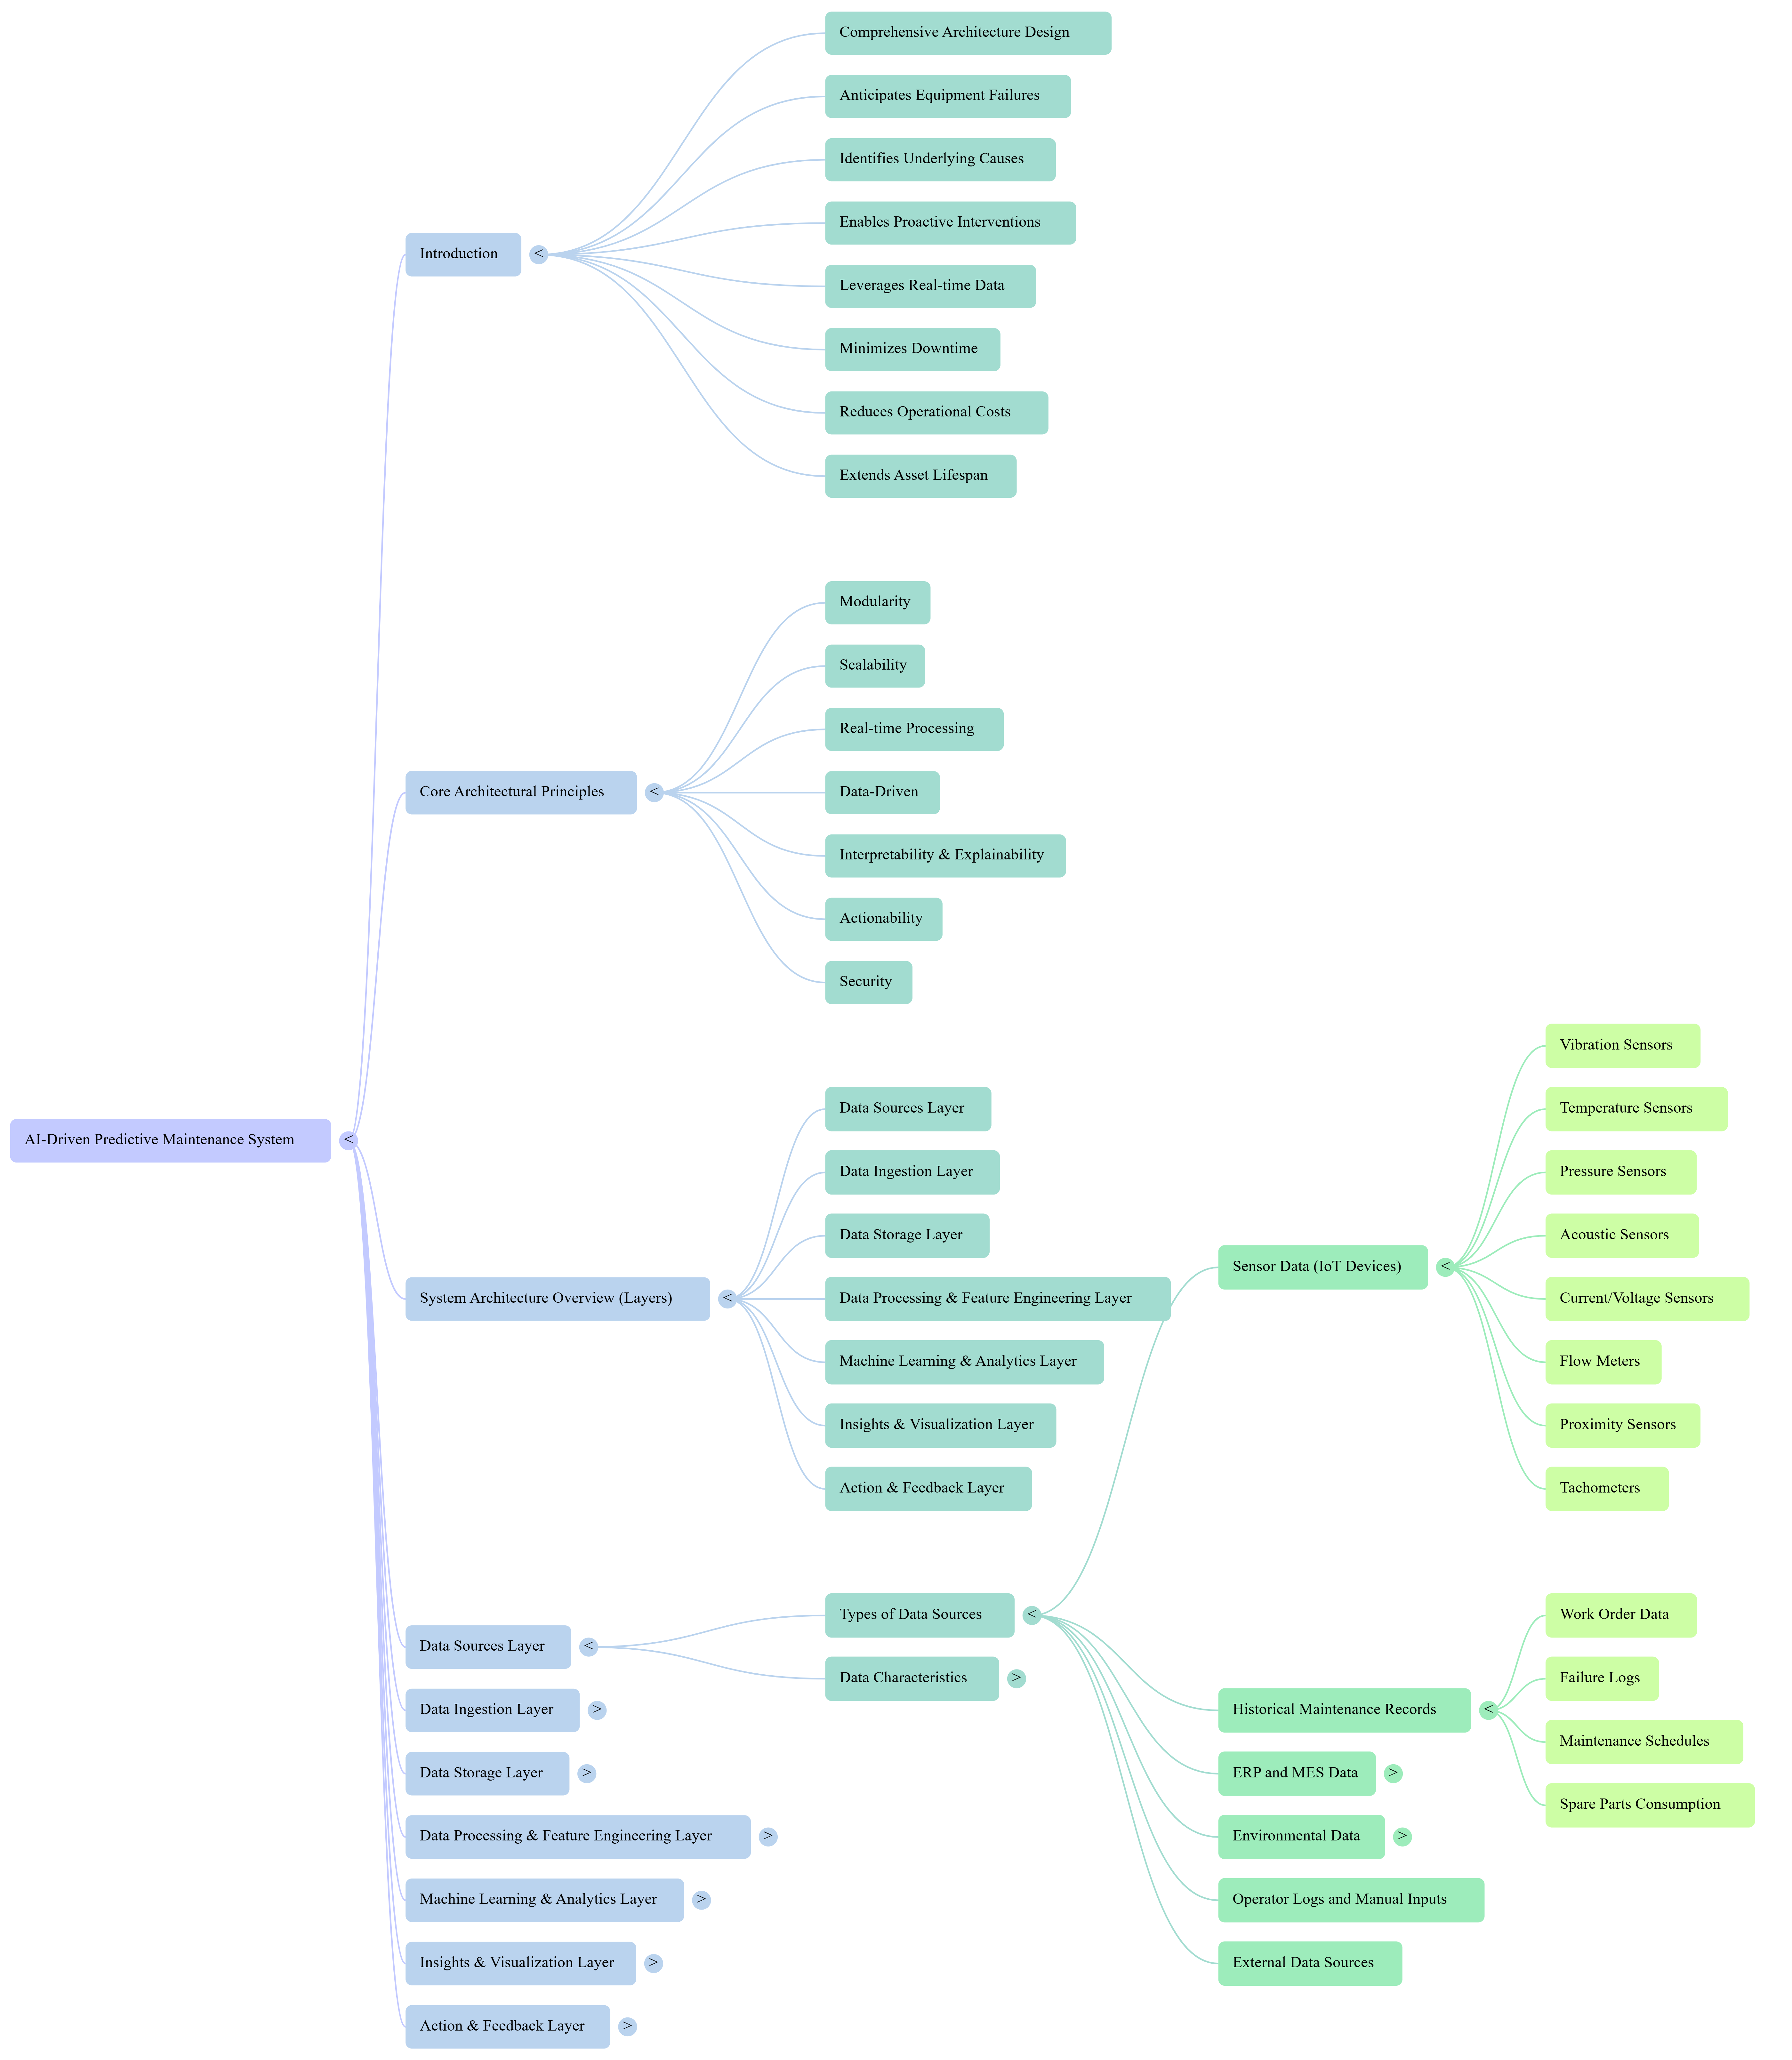 AI-Driven Predictive Maintenance System
<
Introduction
<
Comprehensive Architecture Design
Anticipates Equipment Failures
Identifies Underlying Causes
Enables Proactive Interventions
Leverages Real-time Data
Minimizes Downtime
Reduces Operational Costs
Extends Asset Lifespan
Core Architectural Principles
<
Modularity
Scalability
Real-time Processing
Data-Driven
Interpretability & Explainability
Actionability
Security
System Architecture Overview (Layers)
<
Data Sources Layer
Data Ingestion Layer
Data Storage Layer
Data Processing & Feature Engineering Layer
Machine Learning & Analytics Layer
Insights & Visualization Layer
Action & Feedback Layer
Data Sources Layer
<
Types of Data Sources
<
Sensor Data (IoT Devices)
<
Vibration Sensors
Temperature Sensors
Pressure Sensors
Acoustic Sensors
Current/Voltage Sensors
Flow Meters
Proximity Sensors
Tachometers
Historical Maintenance Records
<
Work Order Data
Failure Logs
Maintenance Schedules
Spare Parts Consumption
ERP and MES Data
>
Environmental Data
>
Operator Logs and Manual Inputs
External Data Sources
Data Characteristics
>
Data Ingestion Layer
>
Data Storage Layer
>
Data Processing & Feature Engineering Layer
>
Machine Learning & Analytics Layer
>
Insights & Visualization Layer
>
Action & Feedback Layer
>